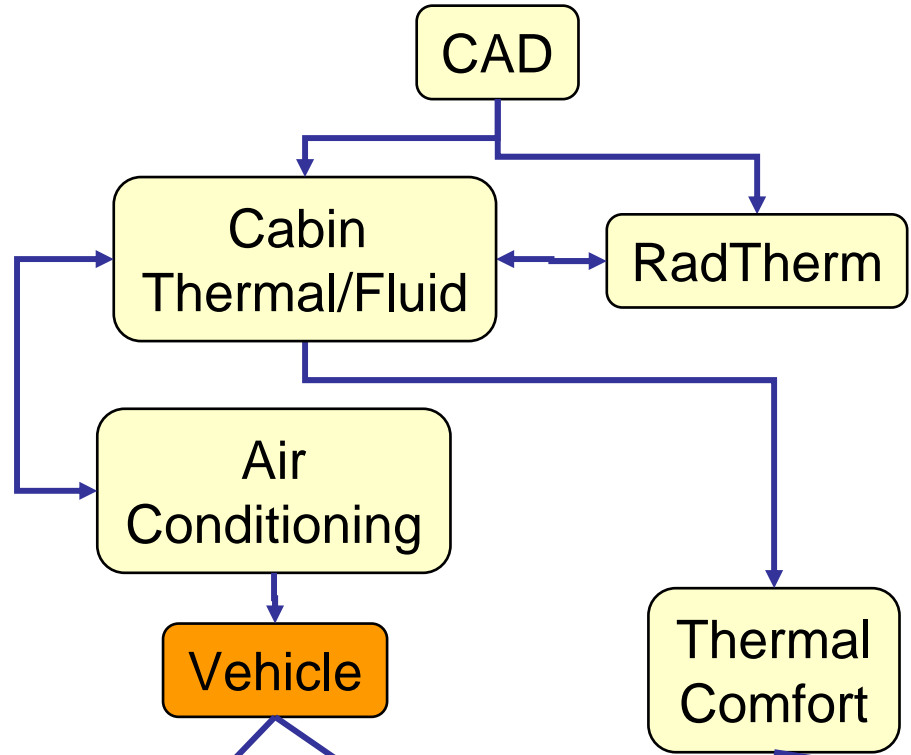 CAD
Cabin
Thermal/Fluid
RadTherm
Air
Conditioning
Vehicle
Thermal
Comfort